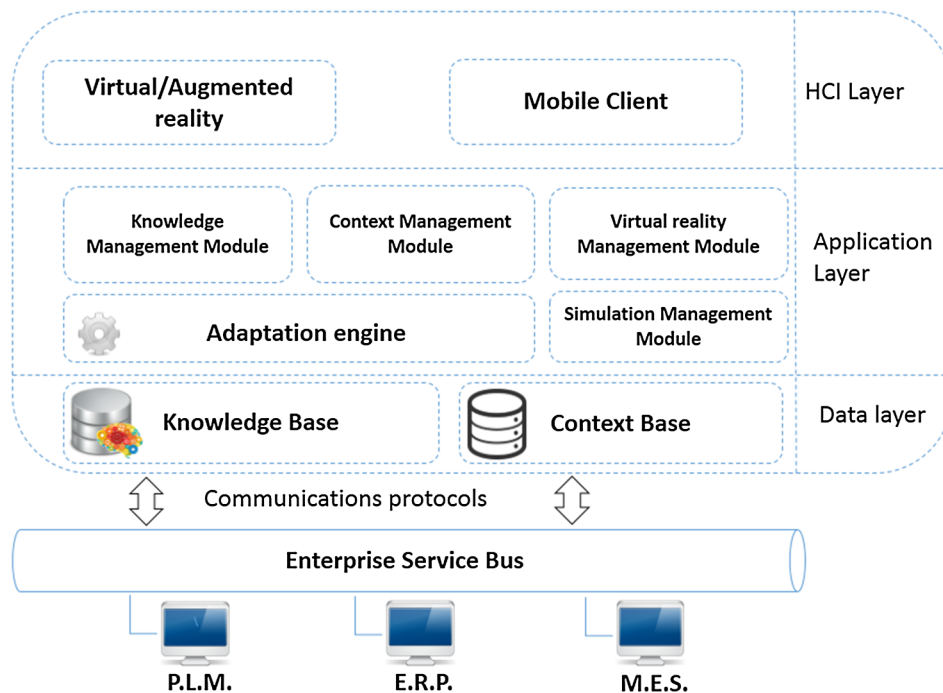 Virtual/Augmented
reality
Mobile Client
HCI Layer
Knowledge
Management Module
Context Management
Module
Virtual reality
Management Module
Application
Layer
Adaptation engine
Simulation Management
Module
Knowledge Base
Context Base
Data layer
Communications protocols
Enterprise Service Bus
P.L.M.
E.R.P.
M.E.S.